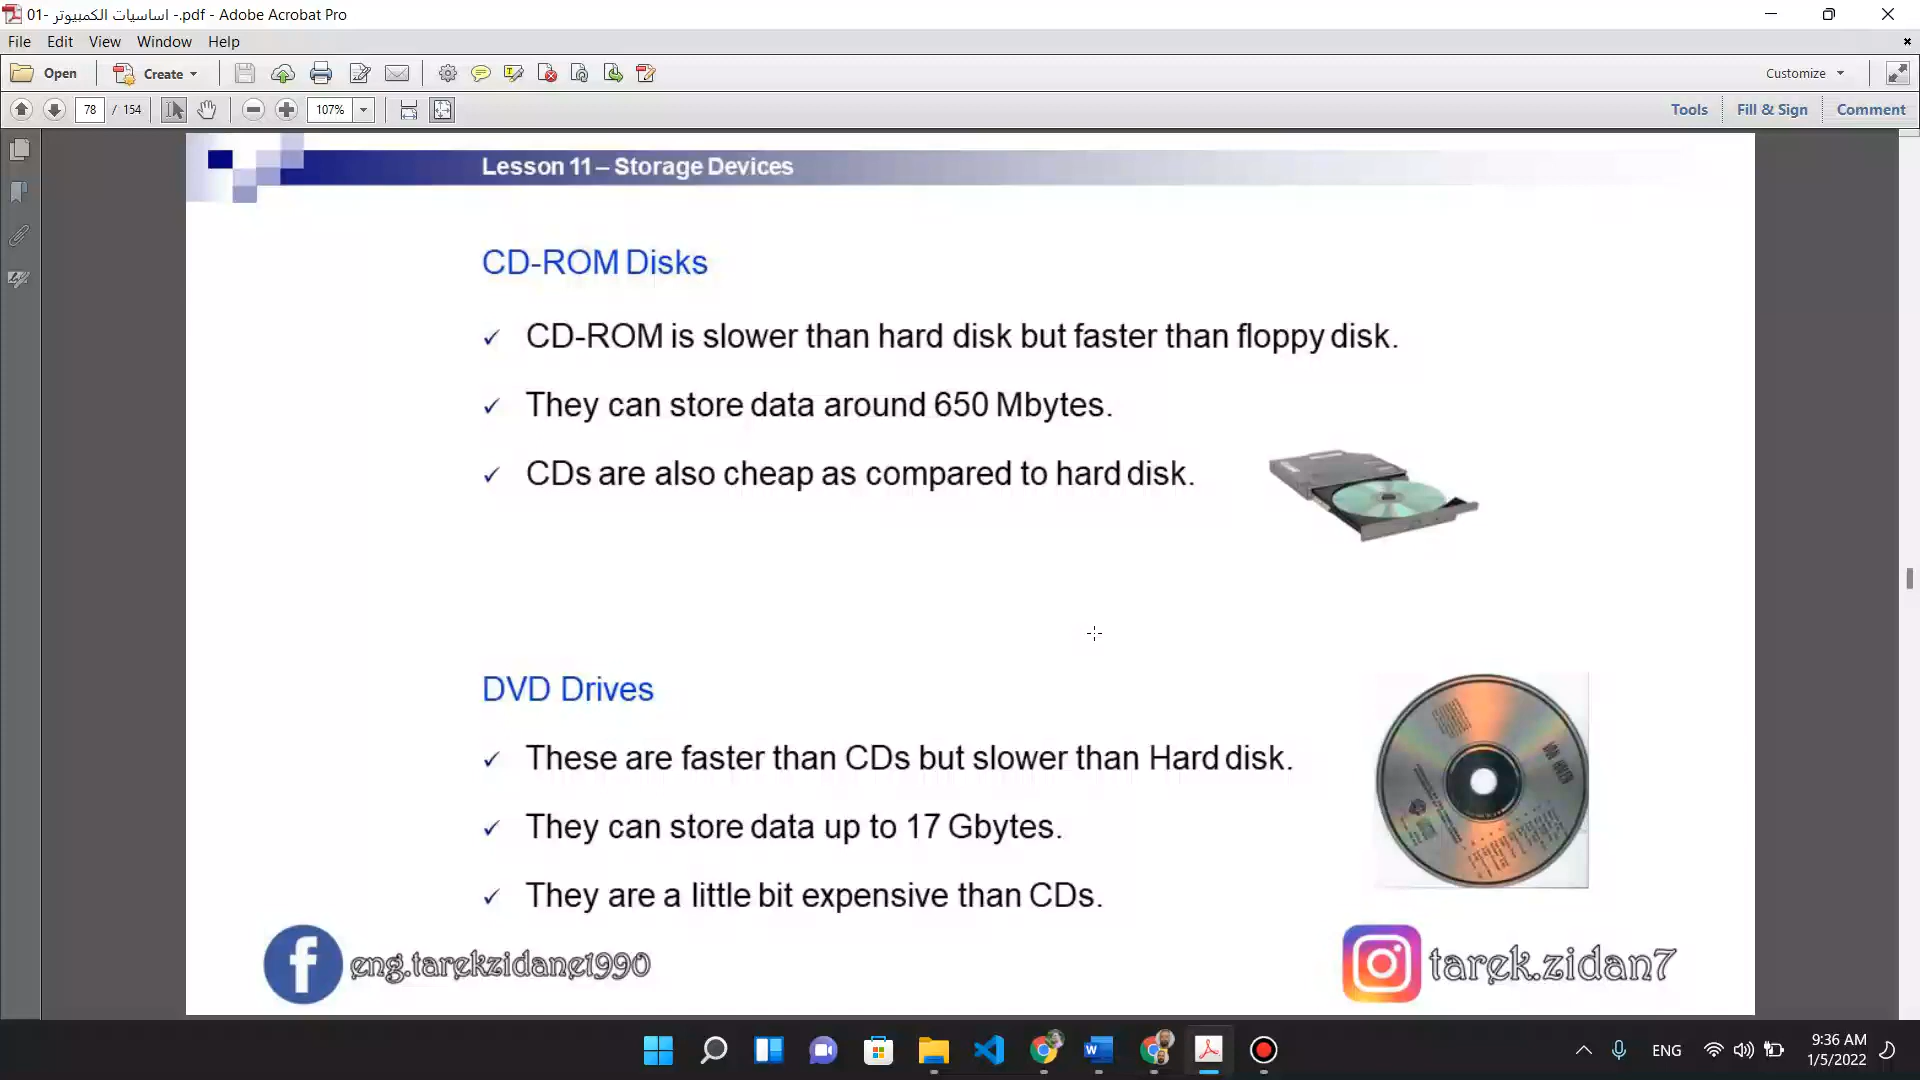 01- اساسيات الكمبيوتر -.pdf - Adobe Acrobat Pro
File Edit View Window Help
Open Create Customize
78 / 154 107% Tools Fill & Sign Comment
Lesson 11 – Storage Devices
CD-ROM Disks
✓ CD-ROM is slower than hard disk but faster than floppy disk.
✓ They can store data around 650 Mbytes.
✓ CDs are also cheap as compared to hard disk.
DVD Drives
✓ These are faster than CDs but slower than Hard disk.
✓ They can store data up to 17 Gbytes.
✓ They are a little bit expensive than CDs.
VAN HALEN
eng.tarekzidane1990
tarek.zidan7
ENG
9:36 AM
1/5/2022